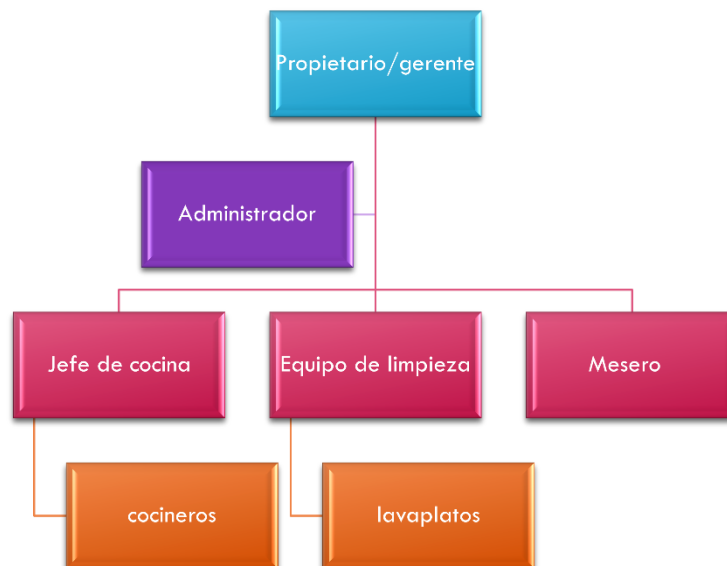 Propietario/gerente
Administrador
Jefe de cocina
Equipo de limpieza
Mesero
cocineros
lavaplatos